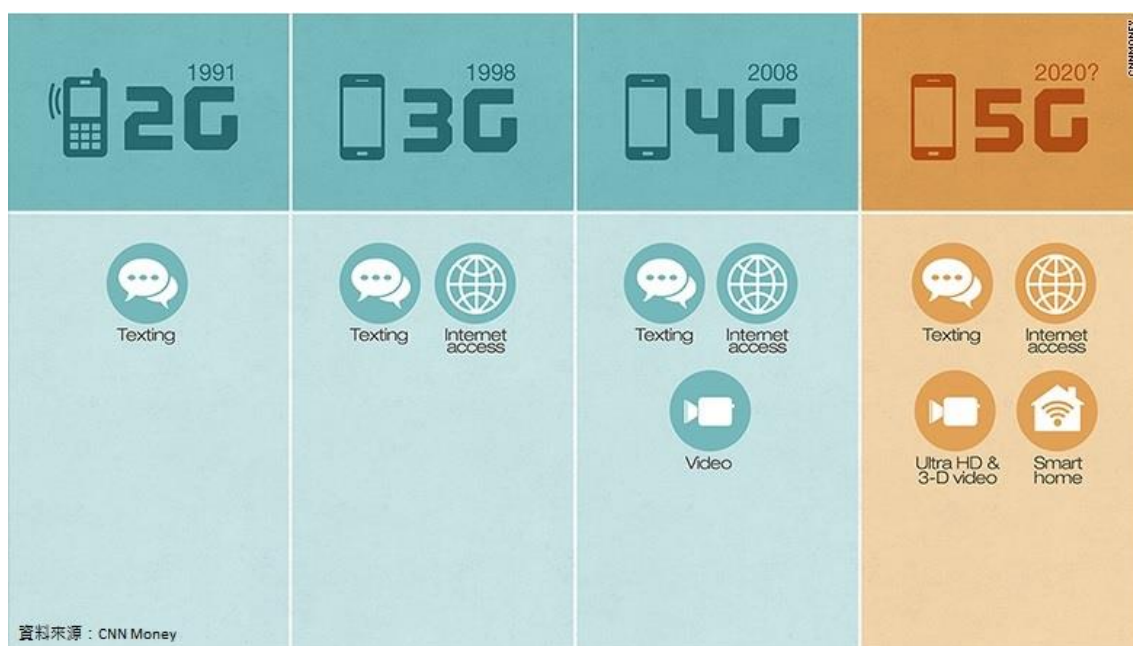 CNNMONEY
1991
2G
1998
3G
2008
4G
2020?
5G
Texting
Texting
Internet
access
Texting
Internet
access
Video
Texting
Internet
access
Ultra HD &
3-D video
Smart
home
資料來源：CNN Money